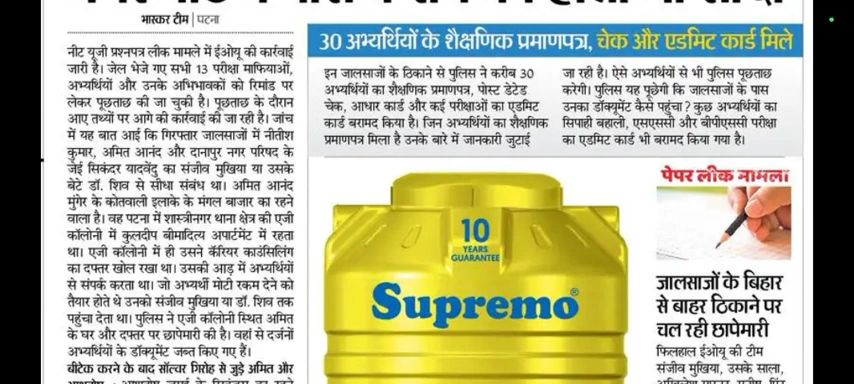 भास्कर टीम | पटना
नीट यूजी प्रश्नपत्र लीक मामले में ईओयू की कार्रवाई
जारी है। जेल भेजे गए सभी 13 परीक्षा माफियाओं,
अभ्यर्थियों और उनके अभिभावकों को रिमांड पर
लेकर पूछताछ की जा चुकी है। पूछताछ के दौरान
आए तथ्यों पर आगे की कार्रवाई की जा रही है। जांच
में यह बात आई कि गिरफ्तार जालसाजों में नीतीश
कुमार, अमित आनंद और दानापुर नगर परिषद के
जेई सिकंदर यादवेंदु का संजीव मुखिया या उसके
बेटे डॉ. शिव से सीधा संबंध था। अमित आनंद
मुंगेर के कोतवाली इलाके के मंगल बाजार का रहने
वाला है। वह पटना में शास्त्रीनगर थाना क्षेत्र की एजी
कॉलोनी में कुलदीप बीमादित्य अपार्टमेंट में रहता
था। एजी कॉलोनी में ही उसने कॅरियर काउंसिलिंग
का दफ्तर खोल रखा था। उसकी आड़ में अभ्यर्थियों
से संपर्क करता था। जो अभ्यर्थी मोटी रकम देने को
तैयार होते थे उनको संजीव मुखिया या डॉ. शिव तक
पहुंचा देता था। पुलिस ने एजी कॉलोनी स्थित अमित
के घर और दफ्तर पर छापेमारी की है। वहां से दर्जनों
अभ्यर्थियों के डॉक्यूमेंट जब्त किए गए हैं।
बीटेक करने के बाद सॉल्वर गिरोह से जुड़े अमित और
30 अभ्यर्थियों के शैक्षणिक प्रमाणपत्र, चेक और एडमिट कार्ड मिले
इन जालसाजों के ठिकाने से पुलिस ने करीब 30
अभ्यर्थियों का शैक्षणिक प्रमाणपत्र, पोस्ट डेटेड
चेक, आधार कार्ड और कई परीक्षाओं का एडमिट
कार्ड बरामद किया है। जिन अभ्यर्थियों का शैक्षणिक
प्रमाणपत्र मिला है उनके बारे में जानकारी जुटाई
जा रही है। ऐसे अभ्यर्थियों से भी पुलिस पूछताछ
करेगी। पुलिस यह पूछेगी कि जालसाजों के पास
उनका डॉक्यूमेंट कैसे पहुंचा? कुछ अभ्यर्थियों का
सिपाही बहाली, एसएससी और बीपीएससी परीक्षा
का एडमिट कार्ड भी बरामद किया गया है।
10
YEARS
GUARANTEE
Supremo®
पेपर लीक मामला
जालसाजों के बिहार
से बाहर ठिकाने पर
चल रही छापेमारी
फिलहाल ईओयू की टीम
संजीव मुखिया, उसके साला,